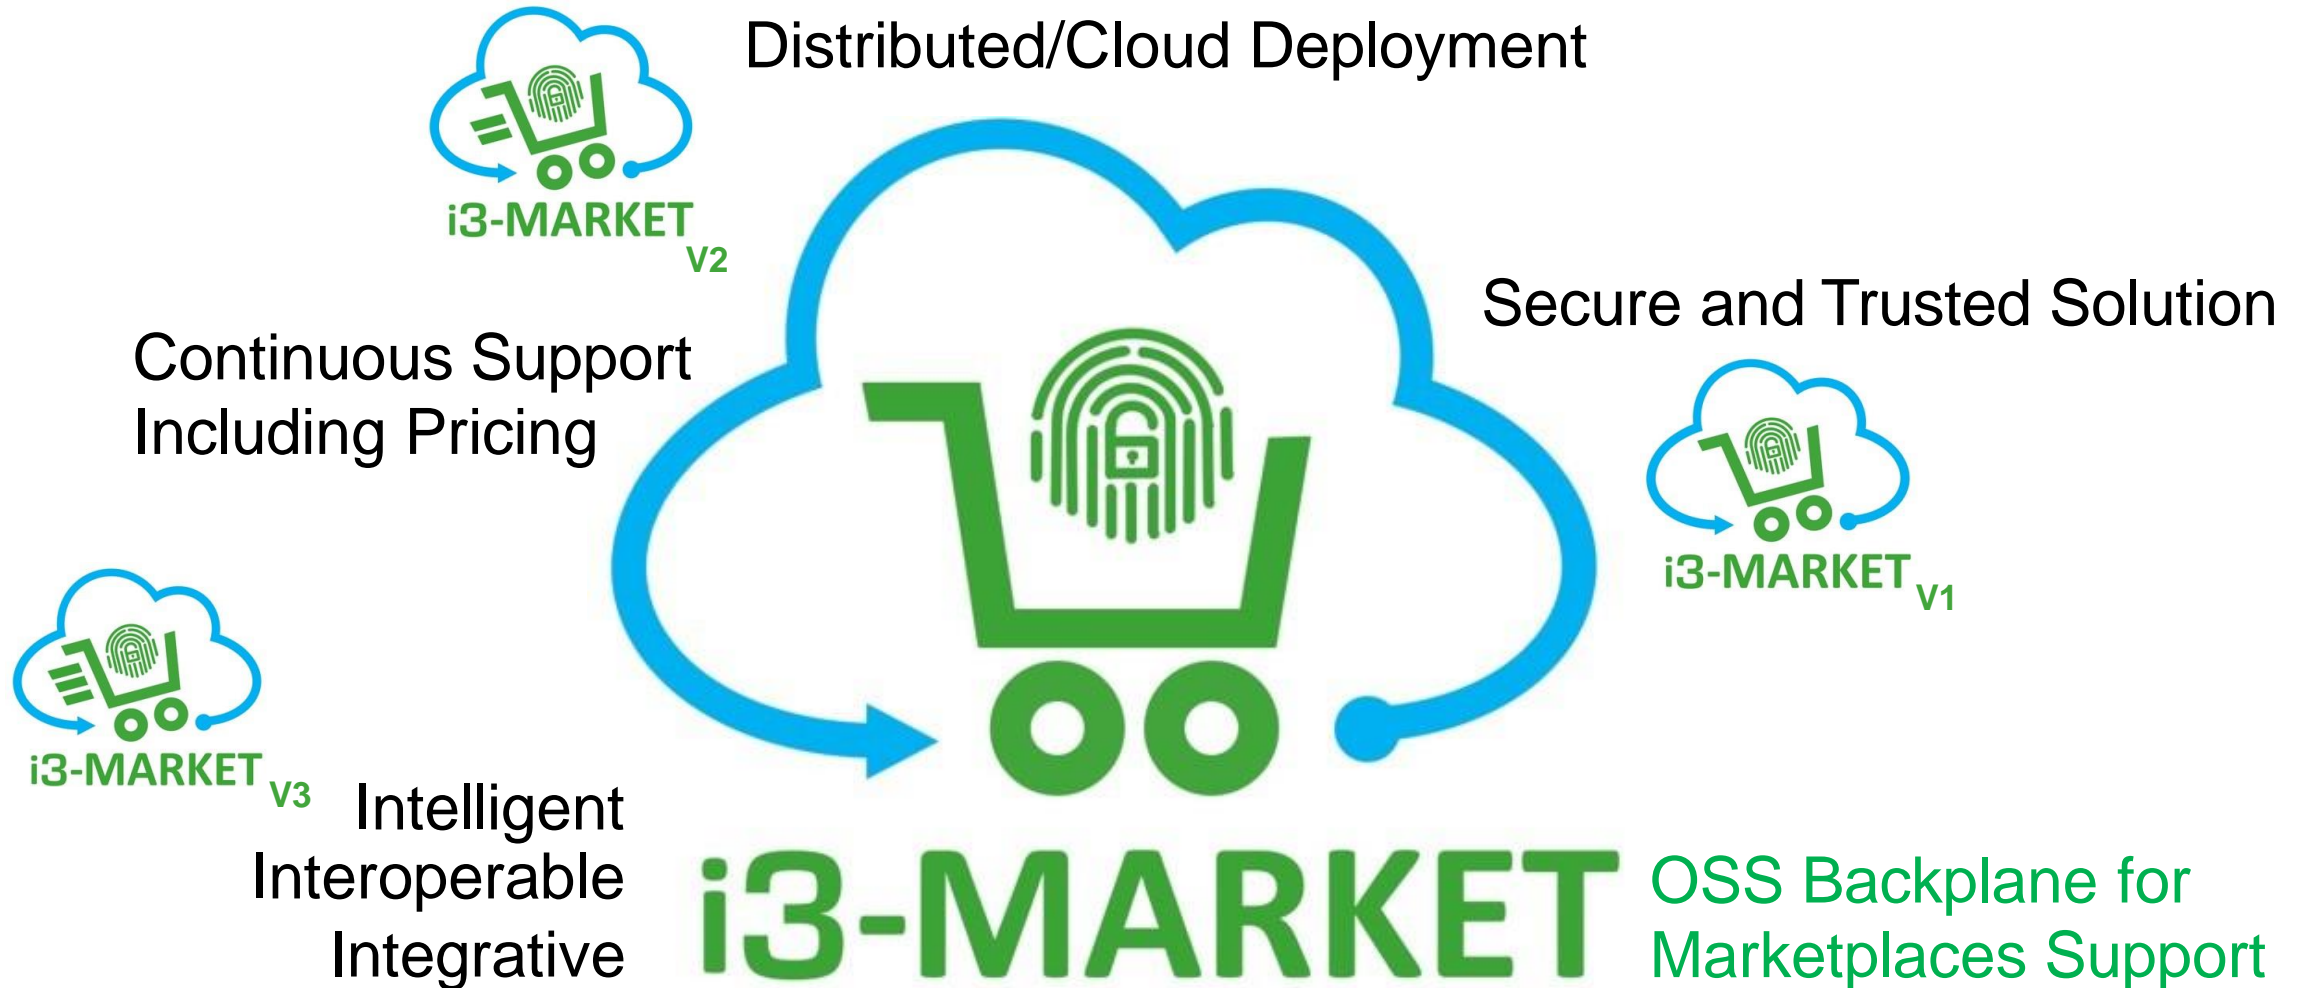 Distributed/Cloud Deployment
i3-MARKET
V2
Secure and Trusted Solution
Continuous Support
Including Pricing
i3-MARKET
V1
i3-MARKET
V3
Intelligent
Interoperable
Integrative
i3-MARKET
OSS Backplane for
Marketplaces Support